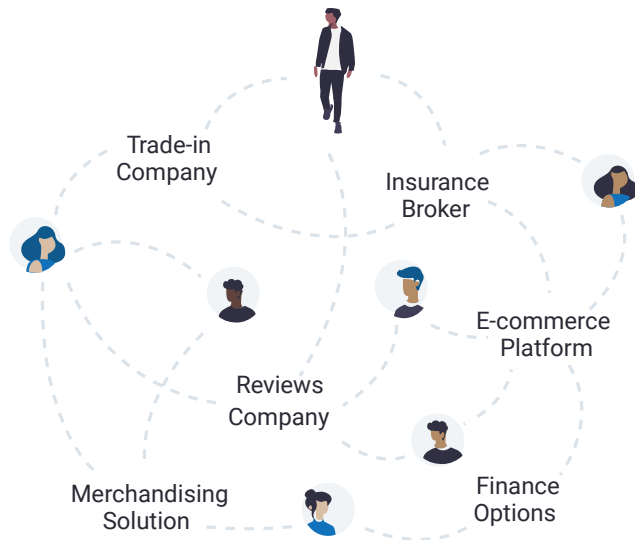 Trade-in
Company
Insurance
Broker
E-commerce
Platform
Reviews
Company
Merchandising
Solution
Finance
Options